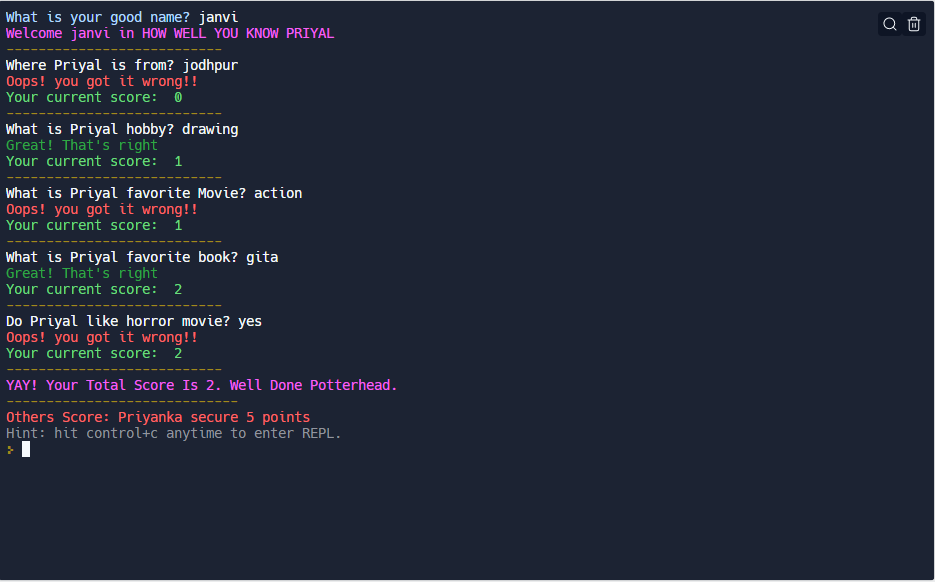 What is your good name? janvi
Welcome janvi in HOW WELL YOU KNOW PRIYAL
---------------------------
Where Priyal is from? jodhpur
Oops! you got it wrong!!
Your current score:  0
---------------------------
What is Priyal hobby? drawing
Great! That's right
Your current score:  1
---------------------------
What is Priyal favorite Movie? action
Oops! you got it wrong!!
Your current score:  1
---------------------------
What is Priyal favorite book? gita
Great! That's right
Your current score:  2
---------------------------
Do Priyal like horror movie? yes
Oops! you got it wrong!!
Your current score:  2
---------------------------
YAY! Your Total Score Is 2. Well Done Potterhead.
-----------------------------
Others Score: Priyanka secure 5 points
Hint: hit control+c anytime to enter REPL.
>